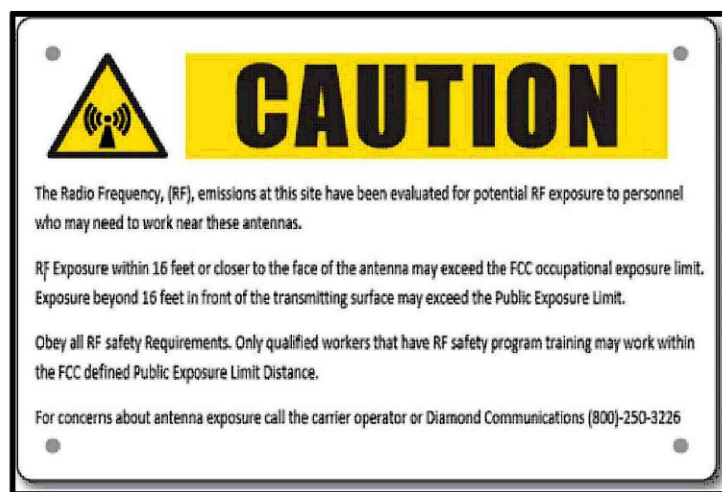 CAUTION
The Radio Frequency, (RF), emissions at this site have been evaluated for potential RF exposure to personnel
who may need to work near these antennas.
RF Exposure within 16 feet or closer to the face of the antenna may exceed the FCC occupational exposure limit.
Exposure beyond 16 feet in front of the transmitting surface may exceed the Public Exposure Limit.
Obey all RF safety Requirements. Only qualified workers that have RF safety program training may work within
the FCC defined Public Exposure Limit Distance.
For concerns about antenna exposure call the carrier operator or Diamond Communications (800)-250-3226